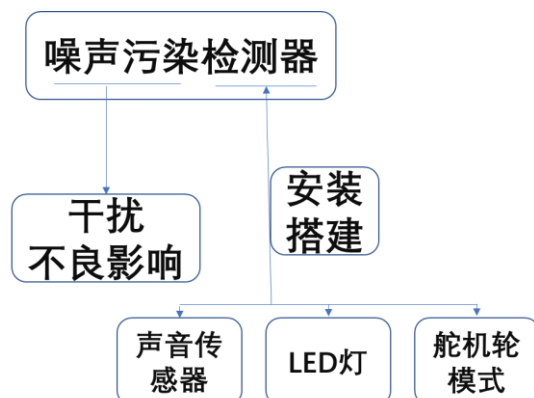 噪声污染检测器
干扰
不良影响
安装
搭建
声音传
感器
LED灯
舵机轮
模式